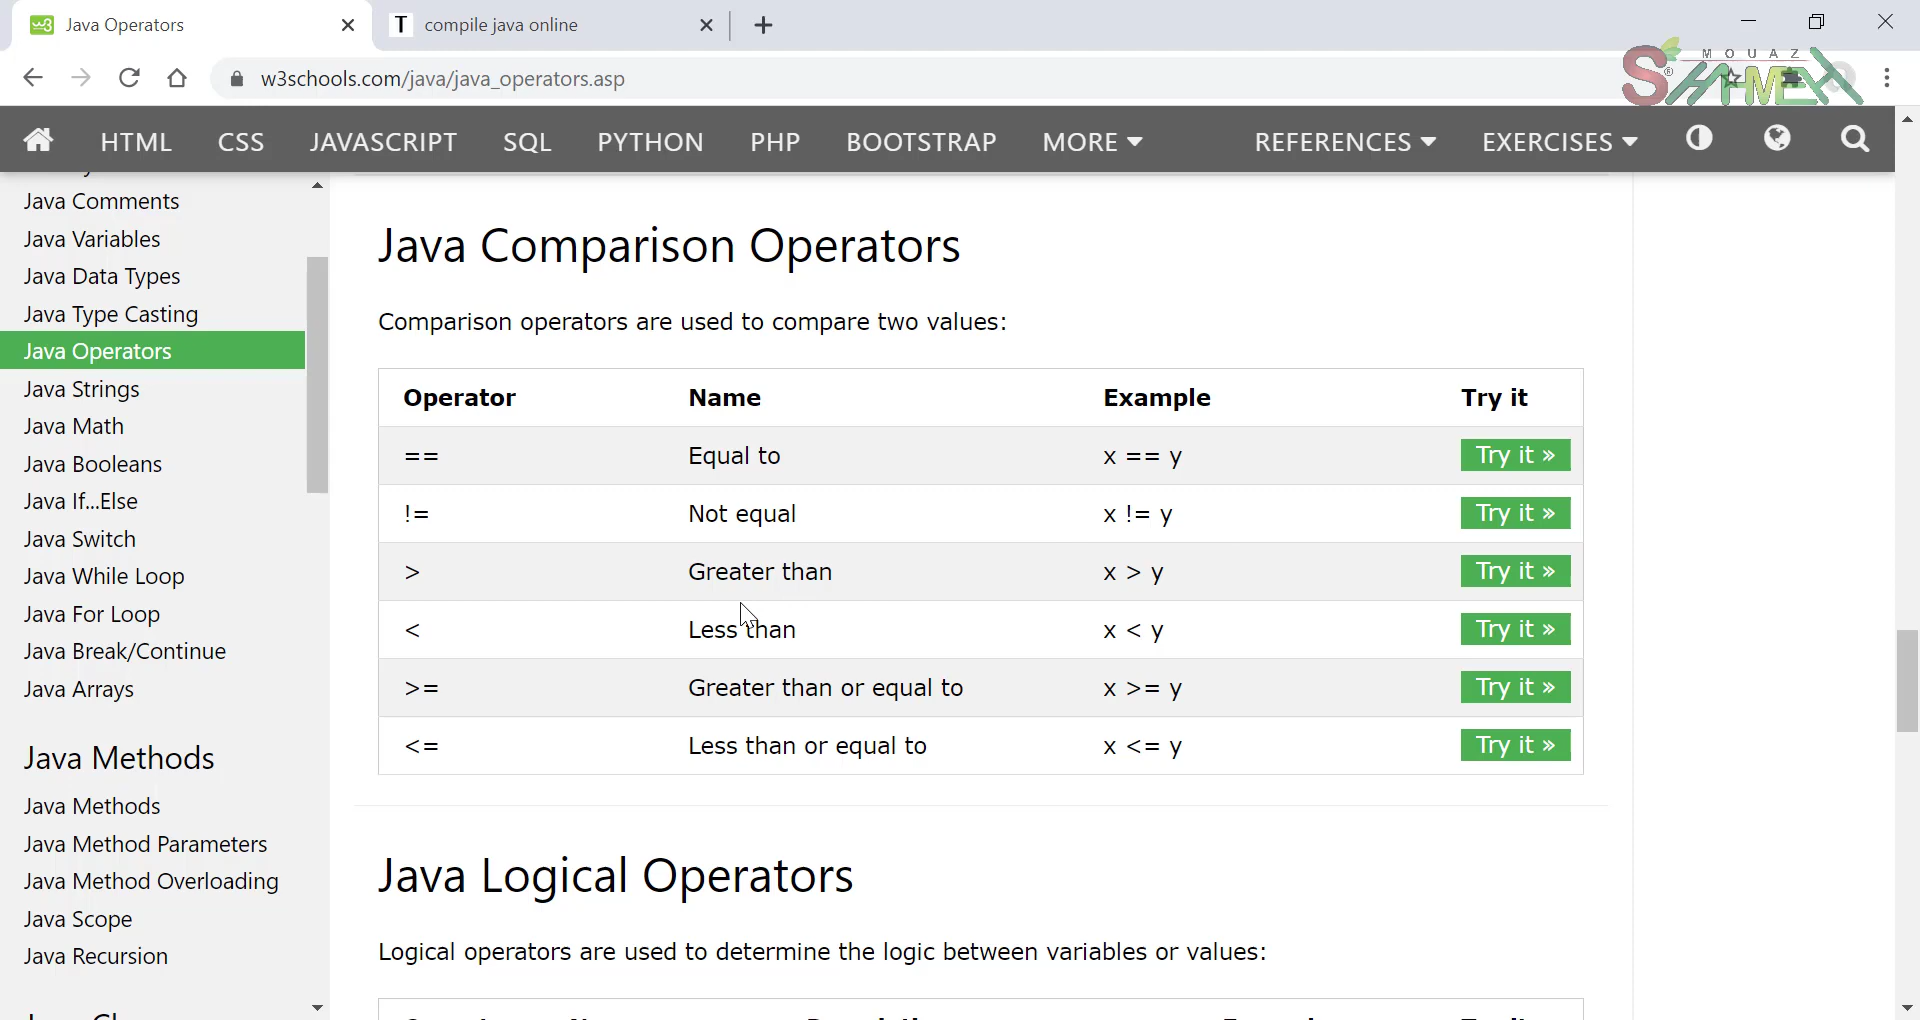 Java Operators
compile java online
w3schools.com/java/java_operators.asp
MOUAZ
SHAMEX
HTML CSS JAVASCRIPT SQL PYTHON PHP BOOTSTRAP MORE REFERENCES EXERCISES
Java Comments
Java Variables
Java Data Types
Java Type Casting
Java Operators
Java Strings
Java Math
Java Booleans
Java If...Else
Java Switch
Java While Loop
Java For Loop
Java Break/Continue
Java Arrays
Java Methods
Java Methods
Java Method Parameters
Java Method Overloading
Java Scope
Java Recursion
Java Comparison Operators
Comparison operators are used to compare two values:
Operator Name Example Try it
== Equal to x == y Try it »
!= Not equal x != y Try it »
> Greater than x > y Try it »
< Less than x < y Try it »
>= Greater than or equal to x >= y Try it »
<= Less than or equal to x <= y Try it »
Java Logical Operators
Logical operators are used to determine the logic between variables or values: